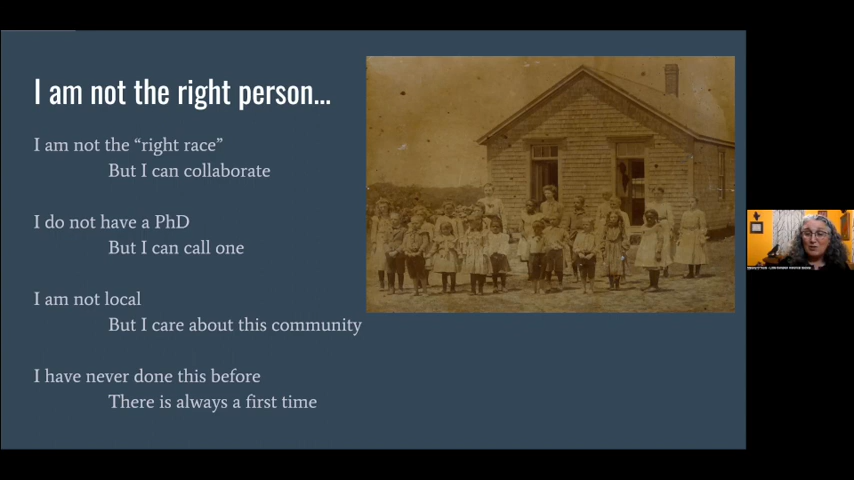 I am not the right person...
I am not the “right race”
But I can collaborate
I do not have a PhD
But I can call one
I am not local
But I care about this community
I have never done this before
There is always a first time